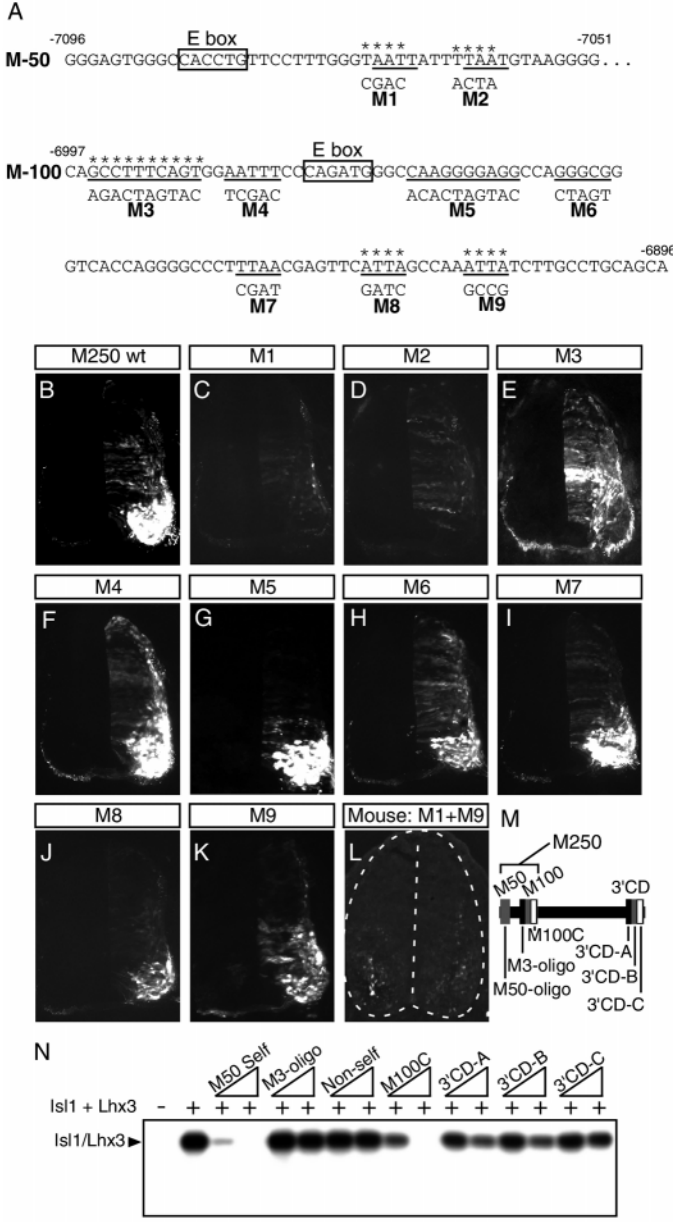 A
-7096 E box **** **** -7051
M-50 GGGAGTGGGCCACCTGTTCCTTTGGGTAATTATTTTAATGTAAGGGG...
CGAC ACTA
M1 M2
-6997 ********** E box
M-100 CAGCCTTTCAGTGGAATTTCCCCAGATGGGCCAAGGGGAGGCCAGGGCGG
AGACTAGTAC TCGAC ACACTAGTAC CTAGT
M3 M4 M5 M6
**** **** -6896
GTCACCAGGGGCCCTTTAACGAGTTCATTAGCCAAATTATCTTGCCTGCAGCA
CGAT GATC GCCG
M7 M8 M9
M250 wt M1 M2 M3
B C D E
M4 M5 M6 M7
F G H I
M8 M9 Mouse: M1+M9 M
J K L
M250
M50 M100 3'CD
M100C 3'CD-A
M3-oligo 3'CD-B
M50-oligo 3'CD-C
N
M50 Self M3-oligo Non-self M100C 3'CD-A 3'CD-B 3'CD-C
Isl1 + Lhx3 - + + + + + + + + + + + + + + +
Isl1/Lhx3